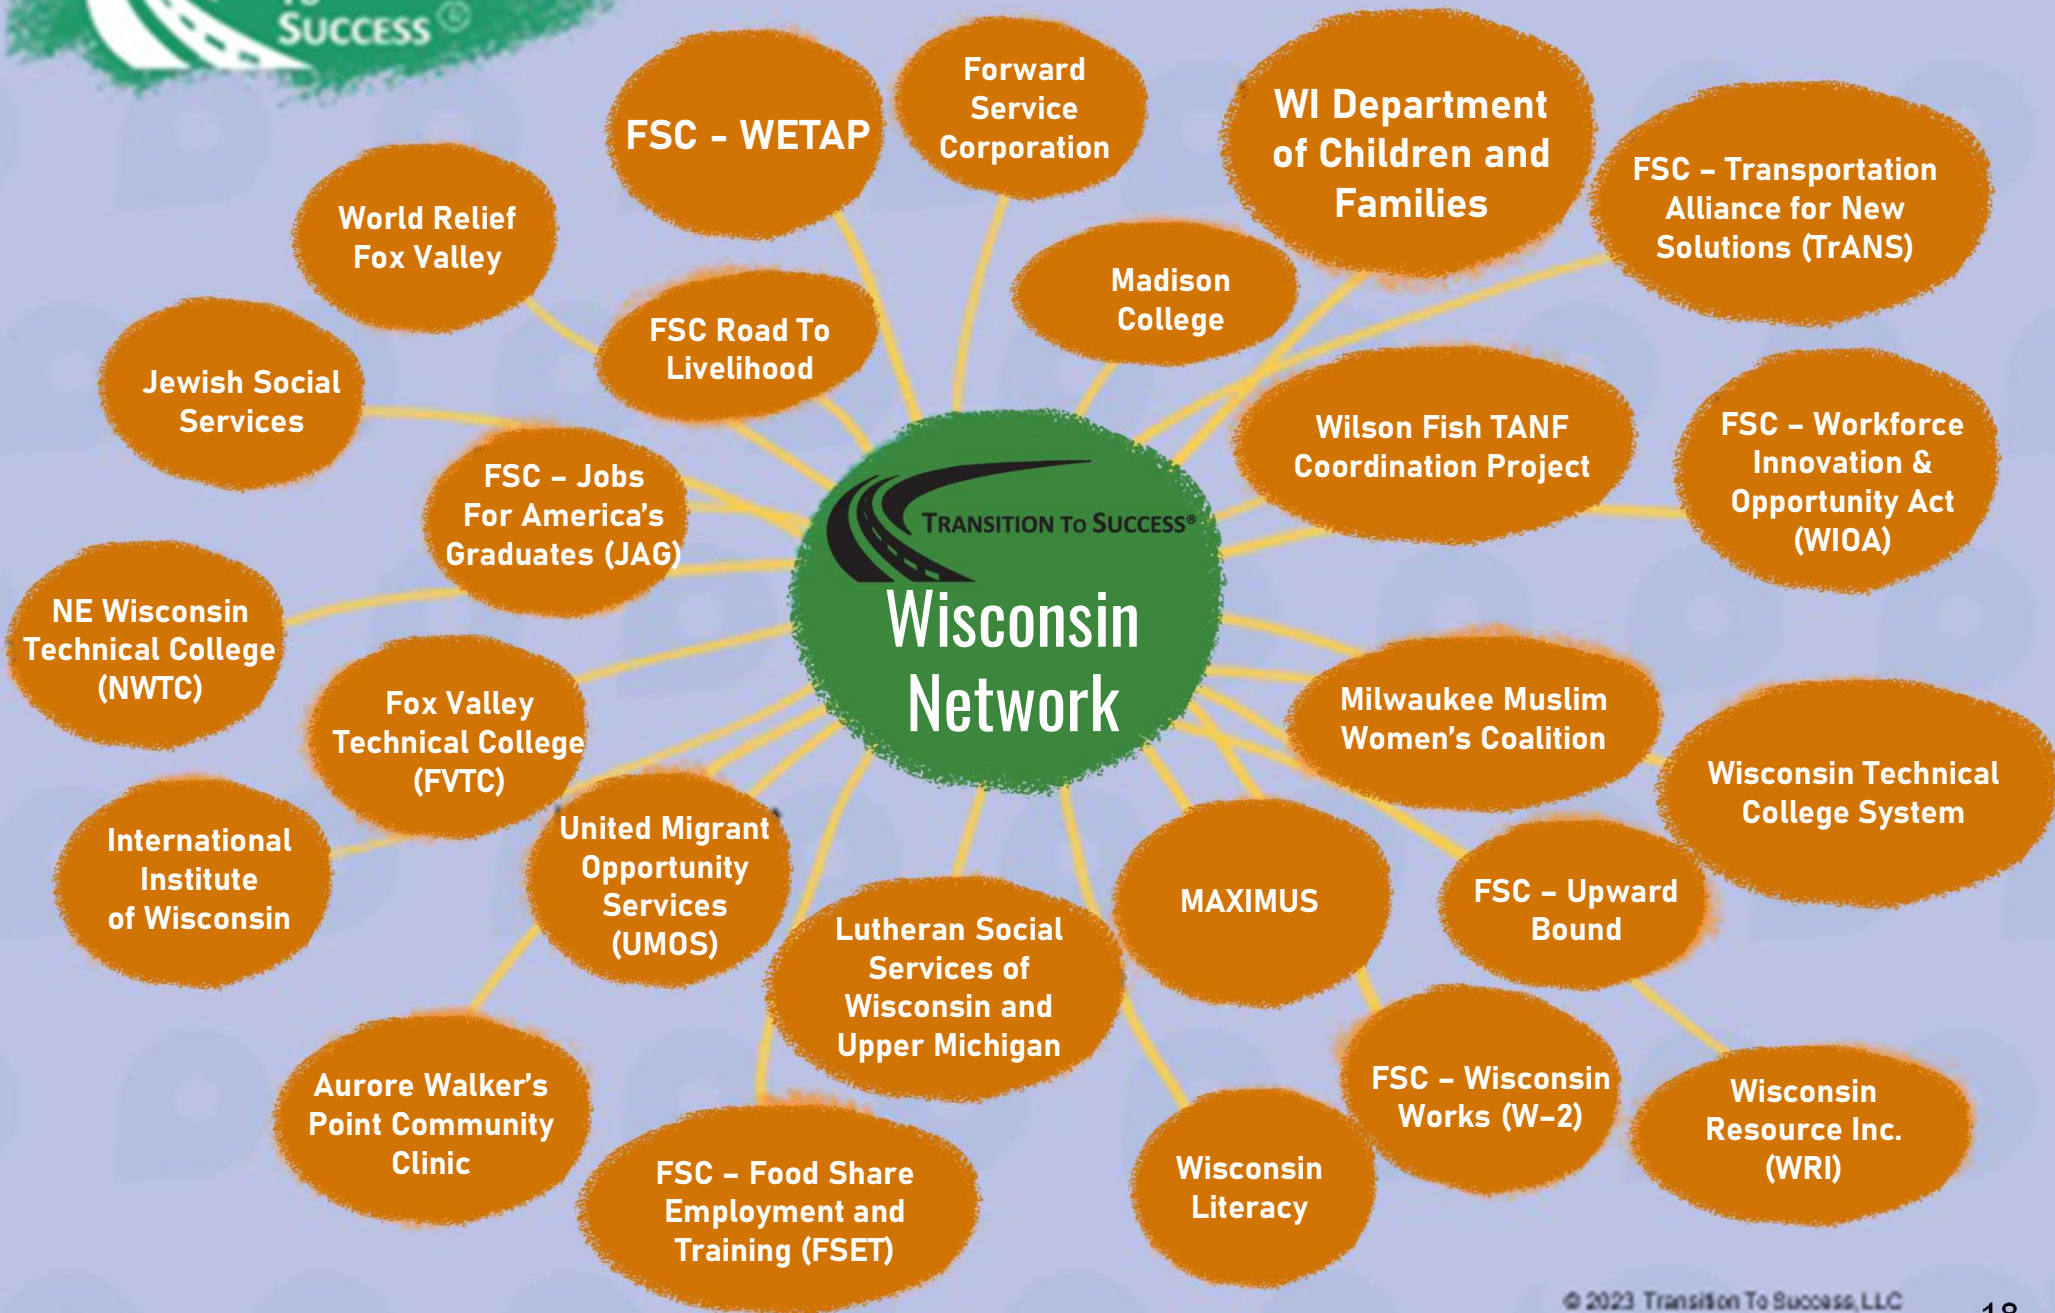 SUCCESS ®
FSC - WETAP
Forward
Service
Corporation
WI Department
of Children and
Families
FSC – Transportation
Alliance for New
Solutions (TrANS)
World Relief
Fox Valley
Madison
College
FSC Road To
Livelihood
Jewish Social
Services
Wilson Fish TANF
Coordination Project
FSC – Workforce
Innovation &
Opportunity Act
(WIOA)
FSC – Jobs
For America's
Graduates (JAG)
TRANSITION TO SUCCESS®
Wisconsin
Network
NE Wisconsin
Technical College
(NWTC)
Fox Valley
Technical College
(FVTC)
Milwaukee Muslim
Women's Coalition
Wisconsin Technical
College System
International
Institute
of Wisconsin
United Migrant
Opportunity
Services
(UMOS)
Lutheran Social
Services of
Wisconsin and
Upper Michigan
MAXIMUS
FSC – Upward
Bound
Aurore Walker's
Point Community
Clinic
FSC – Food Share
Employment and
Training (FSET)
Wisconsin
Literacy
FSC – Wisconsin
Works (W-2)
Wisconsin
Resource Inc.
(WRI)
© 2023 Transition To Success, LLC
18